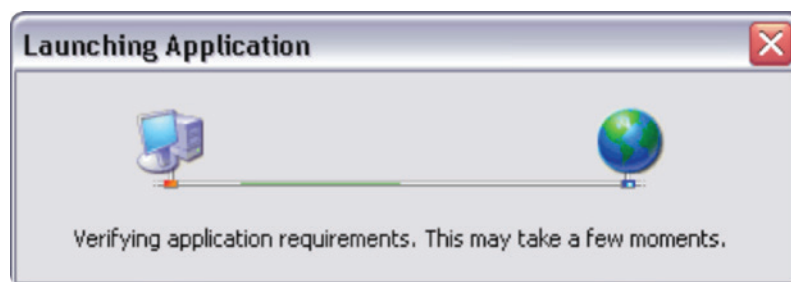 Launching Application
Verifying application requirements. This may take a few moments.